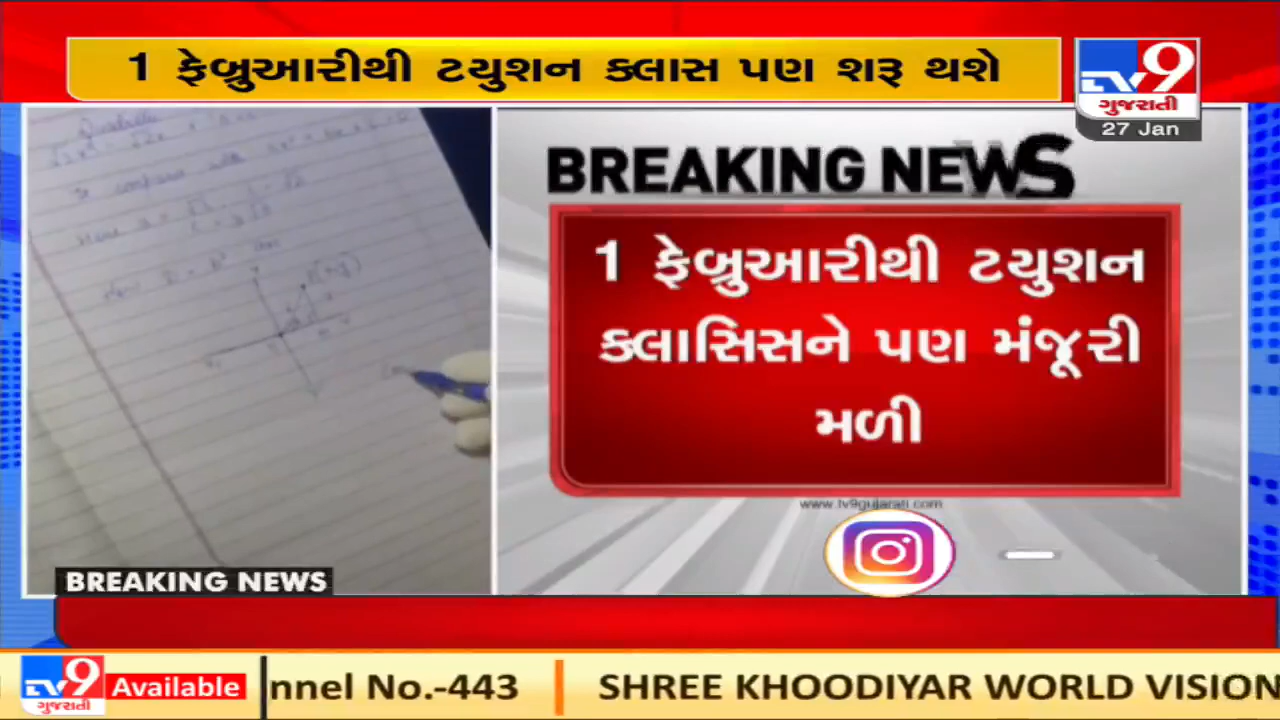 1 ફેબ્રુઆરીથી ટયુશન ક્લાસ પણ શરૂ થશે
TV9
ગુજરાતી
27 Jan
BREAKING NEWS
1 ફેબ્રુઆરીથી ટયુશન
ક્લાસિસને પણ મંજૂરી
મળી
www.tv9gujarati.com
BREAKING NEWS
TV9
ગુજરાતી
Available
nnel No.-443
SHREE KHOODIYAR WORLD VISION